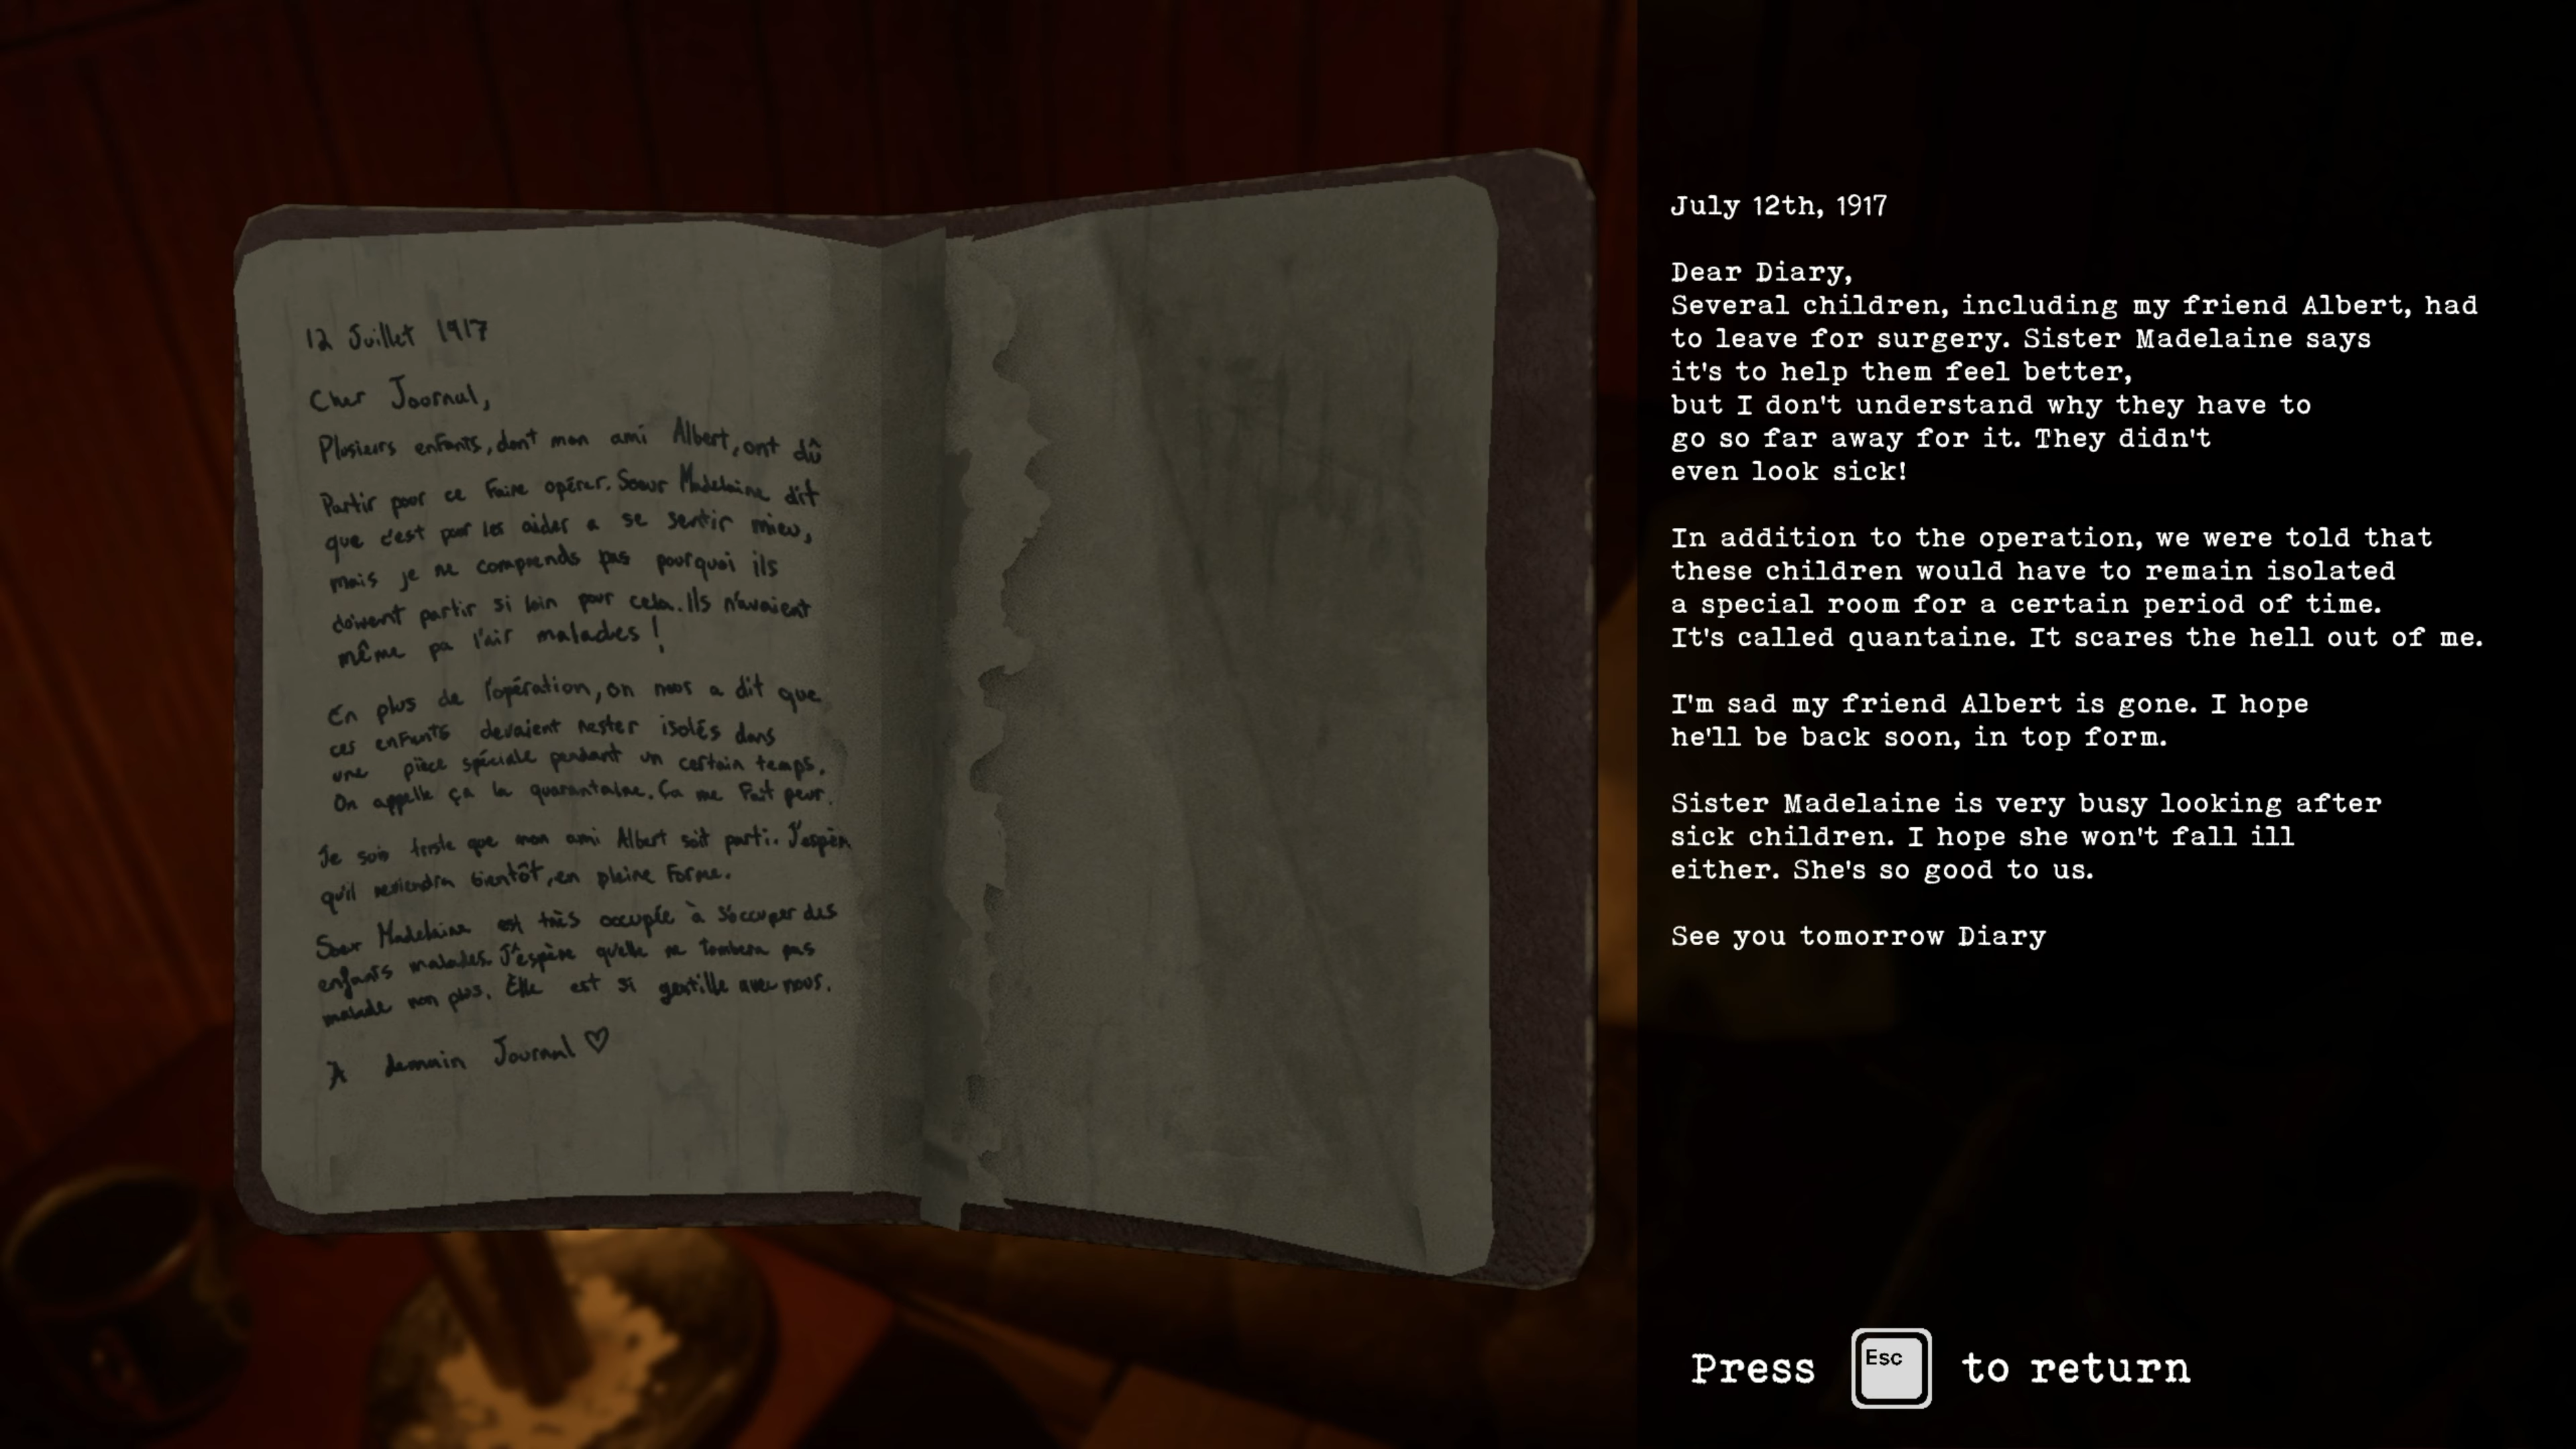 12 Juillet 1917
Cher Journal,
Plusieurs enfants, dont mon ami Albert, ont dû
Partir pour ce faire opérer. Soeur Madelaine dit
que c'est pour les aider a se sentir mieu,
mais je ne comprends pas pourquoi ils
doivent partir si loin pour cela. Ils n'avaient
même pa l'air malades !
En plus de l'opération, on nous a dit que
ces enfants devaient rester isolés dans
une pièce spéciale pendant un certain temps.
On appelle ça la quarantaine. Ca me fait peur.
Je suis triste que mon ami Albert soit parti. J'espèr
qu'il reviendra bientôt, en pleine forme.
Soeur Madelaine est très occupée à s'occuper des
enfants malades. J'espère qu'elle ne tombera pas
malade non plus. Elle est si gentille avec nous.
A demain Journal ♡
July 12th, 1917
Dear Diary,
Several children, including my friend Albert, had
to leave for surgery. Sister Madelaine says
it's to help them feel better,
but I don't understand why they have to
go so far away for it. They didn't
even look sick!
In addition to the operation, we were told that
these children would have to remain isolated
a special room for a certain period of time.
It's called quantaine. It scares the hell out of me.
I'm sad my friend Albert is gone. I hope
he'll be back soon, in top form.
Sister Madelaine is very busy looking after
sick children. I hope she won't fall ill
either. She's so good to us.
See you tomorrow Diary
Press Esc to return